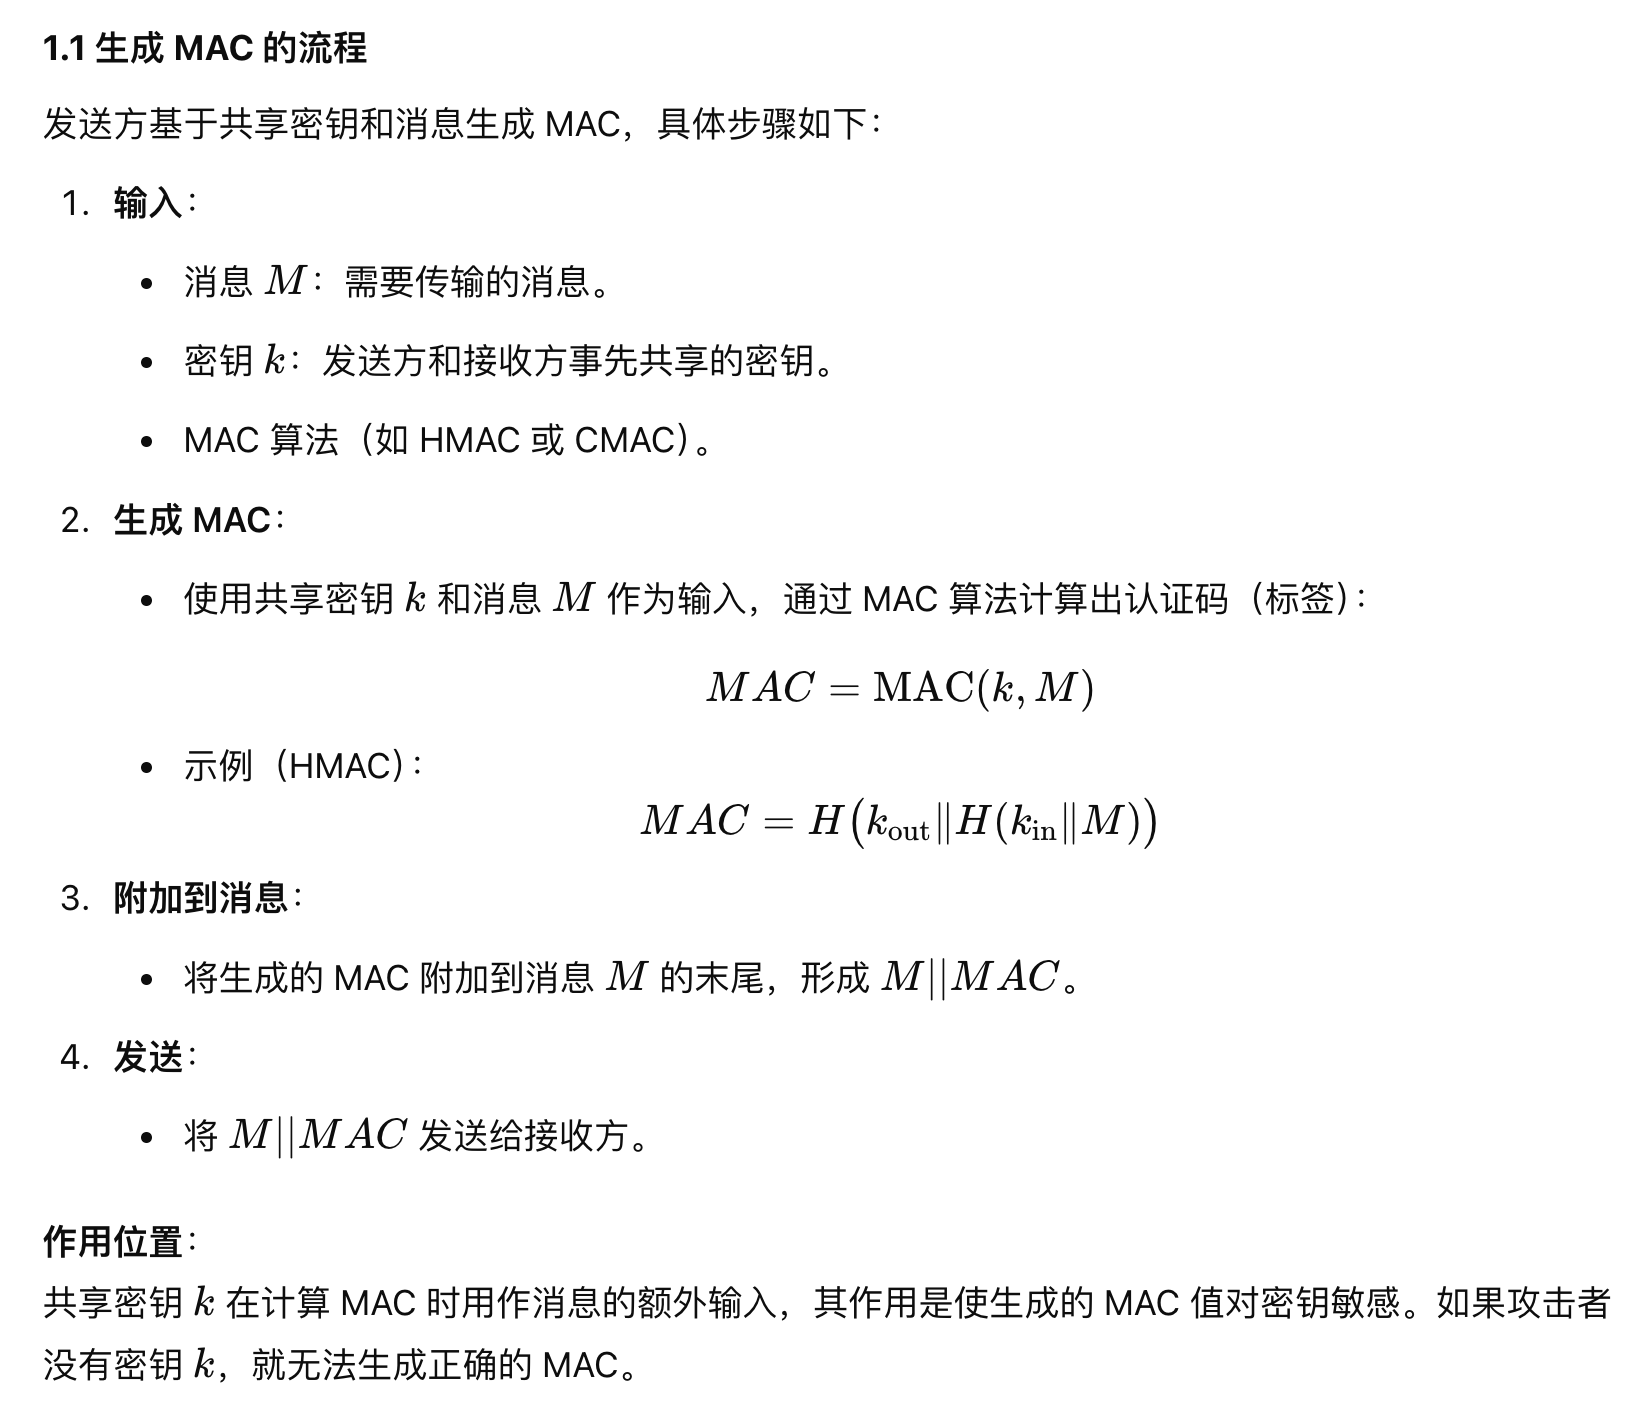 1.1 生成 MAC 的流程
发送方基于共享密钥和消息生成 MAC，具体步骤如下：
1. 输入：
• 消息 M：需要传输的消息。
• 密钥 k：发送方和接收方事先共享的密钥。
• MAC 算法（如 HMAC 或 CMAC）。
2. 生成 MAC：
• 使用共享密钥 k 和消息 M 作为输入，通过 MAC 算法计算出认证码（标签）：
MAC = MAC(k, M)
• 示例（HMAC）：
MAC = H(k_out‖H(k_in‖M))
3. 附加到消息：
• 将生成的 MAC 附加到消息 M 的末尾，形成 M||MAC。
4. 发送：
• 将 M||MAC 发送给接收方。
作用位置：
共享密钥 k 在计算 MAC 时用作消息的额外输入，其作用是使生成的 MAC 值对密钥敏感。如果攻击者
没有密钥 k，就无法生成正确的 MAC。